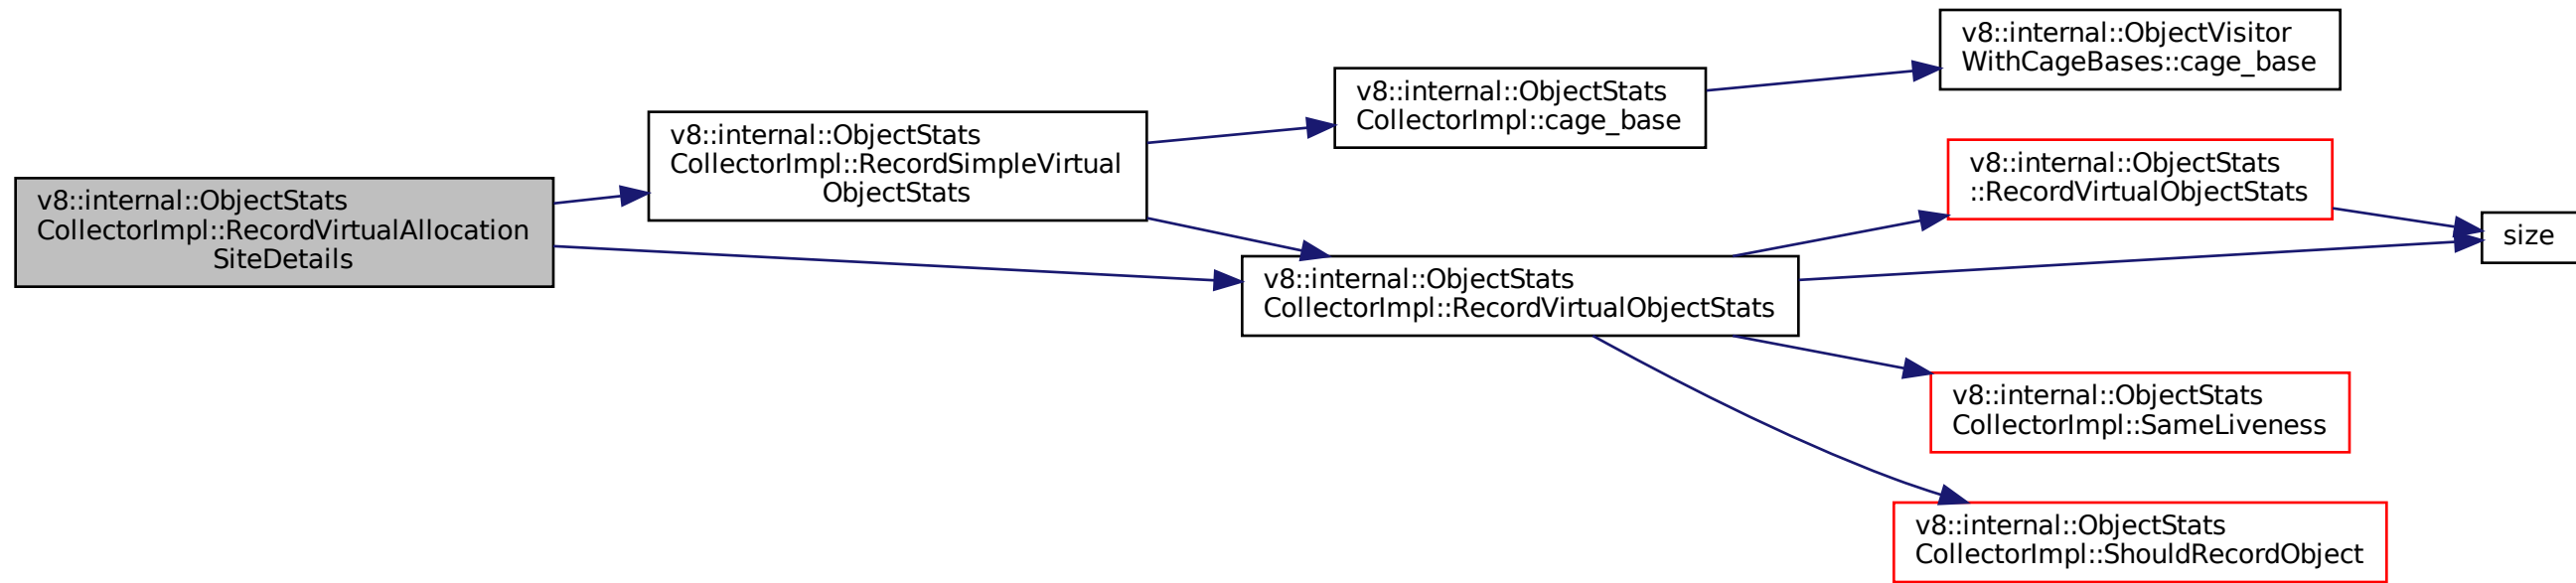 v8::internal::ObjectStats
CollectorImpl::RecordVirtualAllocation
SiteDetails
v8::internal::ObjectStats
CollectorImpl::RecordSimpleVirtual
ObjectStats
v8::internal::ObjectStats
CollectorImpl::cage_base
v8::internal::ObjectVisitor
WithCageBases::cage_base
v8::internal::ObjectStats
CollectorImpl::RecordVirtualObjectStats
v8::internal::ObjectStats
::RecordVirtualObjectStats
size
v8::internal::ObjectStats
CollectorImpl::SameLiveness
v8::internal::ObjectStats
CollectorImpl::ShouldRecordObject